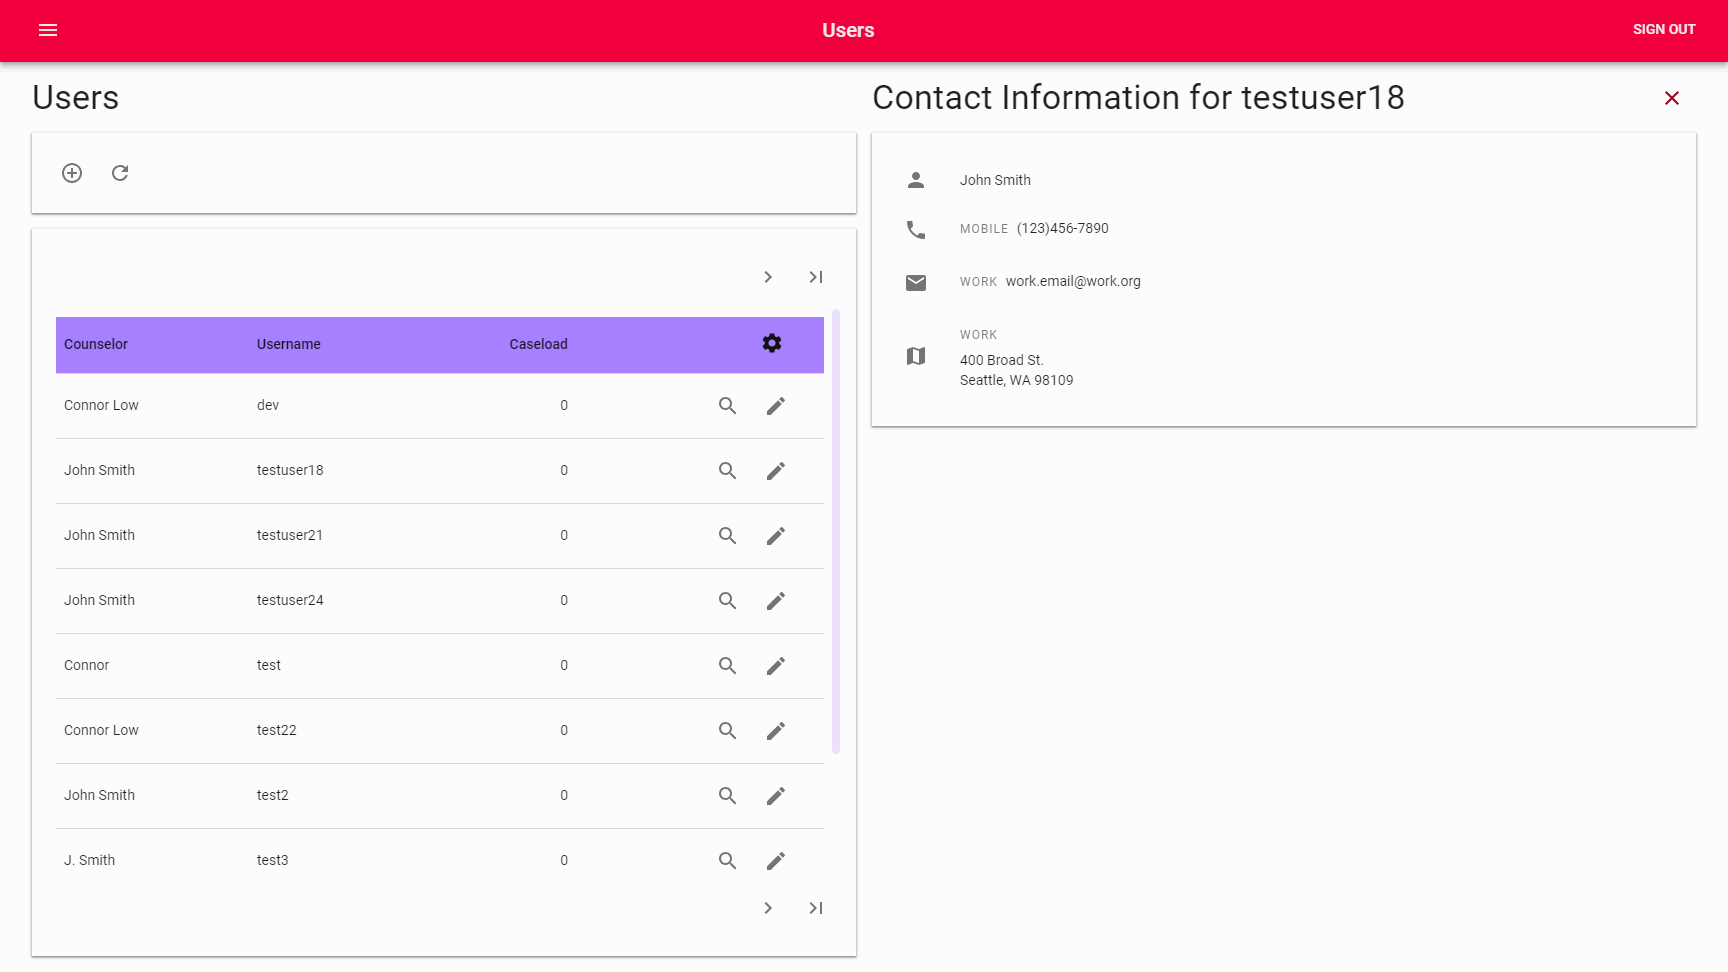 Users
SIGN OUT
Users
Counselor Username Caseload
Connor Low dev 0
John Smith testuser18 0
John Smith testuser21 0
John Smith testuser24 0
Connor test 0
Connor Low test22 0
John Smith test2 0
J. Smith test3 0
Contact Information for testuser18
John Smith
MOBILE (123)456-7890
WORK work.email@work.org
WORK
400 Broad St.
Seattle, WA 98109